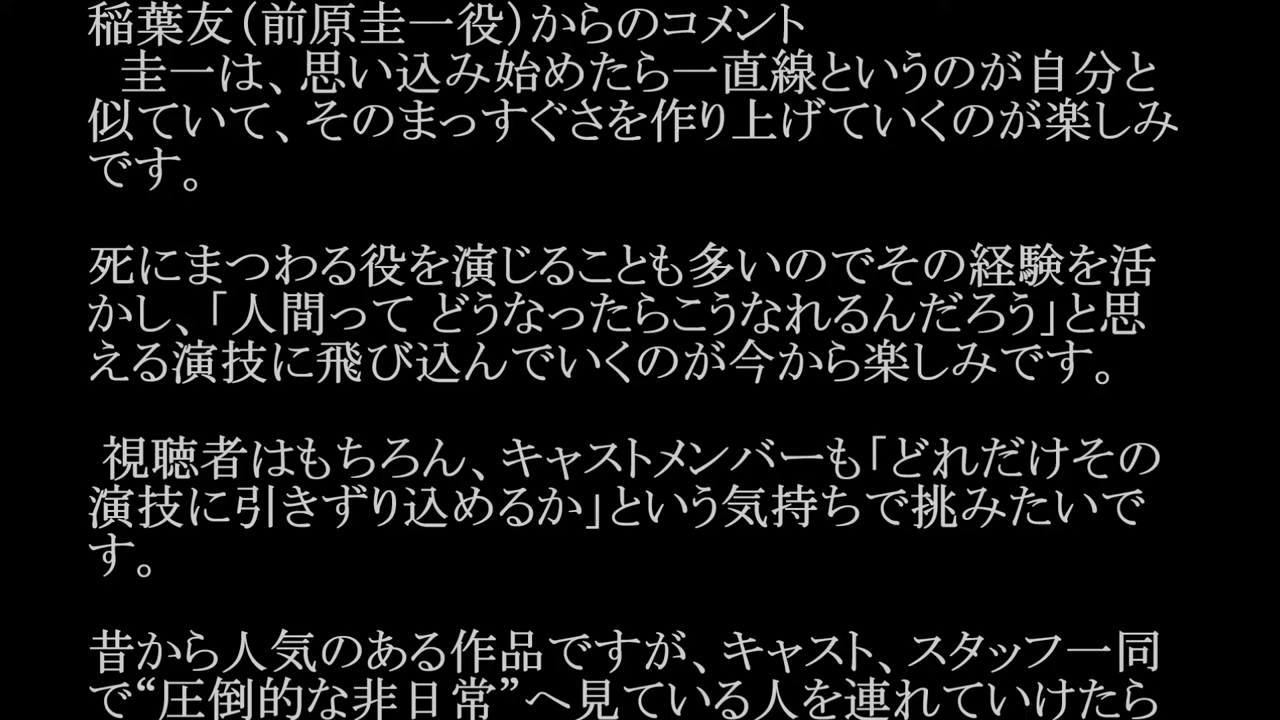 稲葉友(前原圭一役)からのコメント
圭一は、思い込み始めたら一直線というのが自分と
似ていて、そのまっすぐさを作り上げていくのが楽しみ
です。
死にまつわる役を演じることも多いのでその経験を活
かし、「人間って どうなったらこうなれるんだろう」と思
える演技に飛び込んでいくのが今から楽しみです。
視聴者はもちろん、キャストメンバーも「どれだけその
演技に引きずり込めるか」という気持ちで挑みたいで
す。
昔から人気のある作品ですが、キャスト、スタッフ一同
で“圧倒的な非日常”へ見ている人を連れていけたら